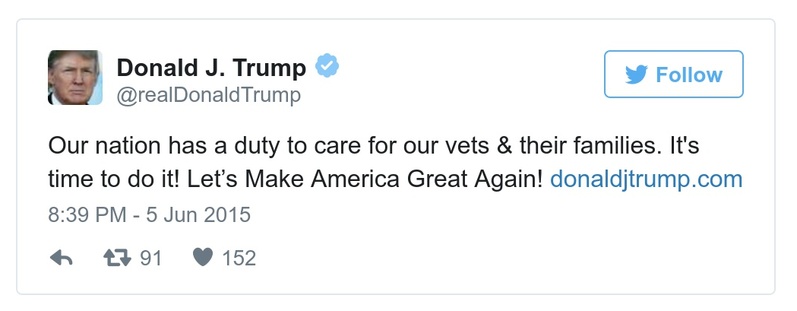 Donald J. Trump
@realDonaldTrump
Follow
Our nation has a duty to care for our vets & their families. It's
time to do it! Let’s Make America Great Again! donaldjtrump.com
8:39 PM - 5 Jun 2015
91 152